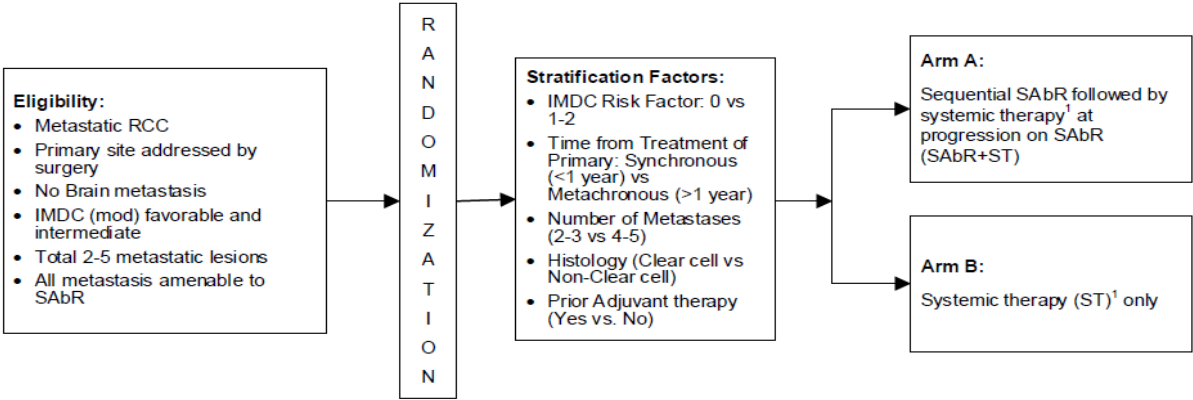 Eligibility:
• Metastatic RCC
• Primary site addressed by
surgery
• No Brain metastasis
• IMDC (mod) favorable and
intermediate
• Total 2-5 metastatic lesions
• All metastasis amenable to
SAbR
R
A
N
D
O
M
I
Z
A
T
I
O
N
Stratification Factors:
• IMDC Risk Factor: 0 vs
1-2
• Time from Treatment of
Primary: Synchronous
(<1 year) vs
Metachronous (>1 year)
• Number of Metastases
(2-3 vs 4-5)
• Histology (Clear cell vs
Non-Clear cell)
• Prior Adjuvant therapy
(Yes vs. No)
Arm A:
Sequential SAbR followed by
systemic therapy¹ at
progression on SAbR
(SAbR+ST)
Arm B:
Systemic therapy (ST)¹ only